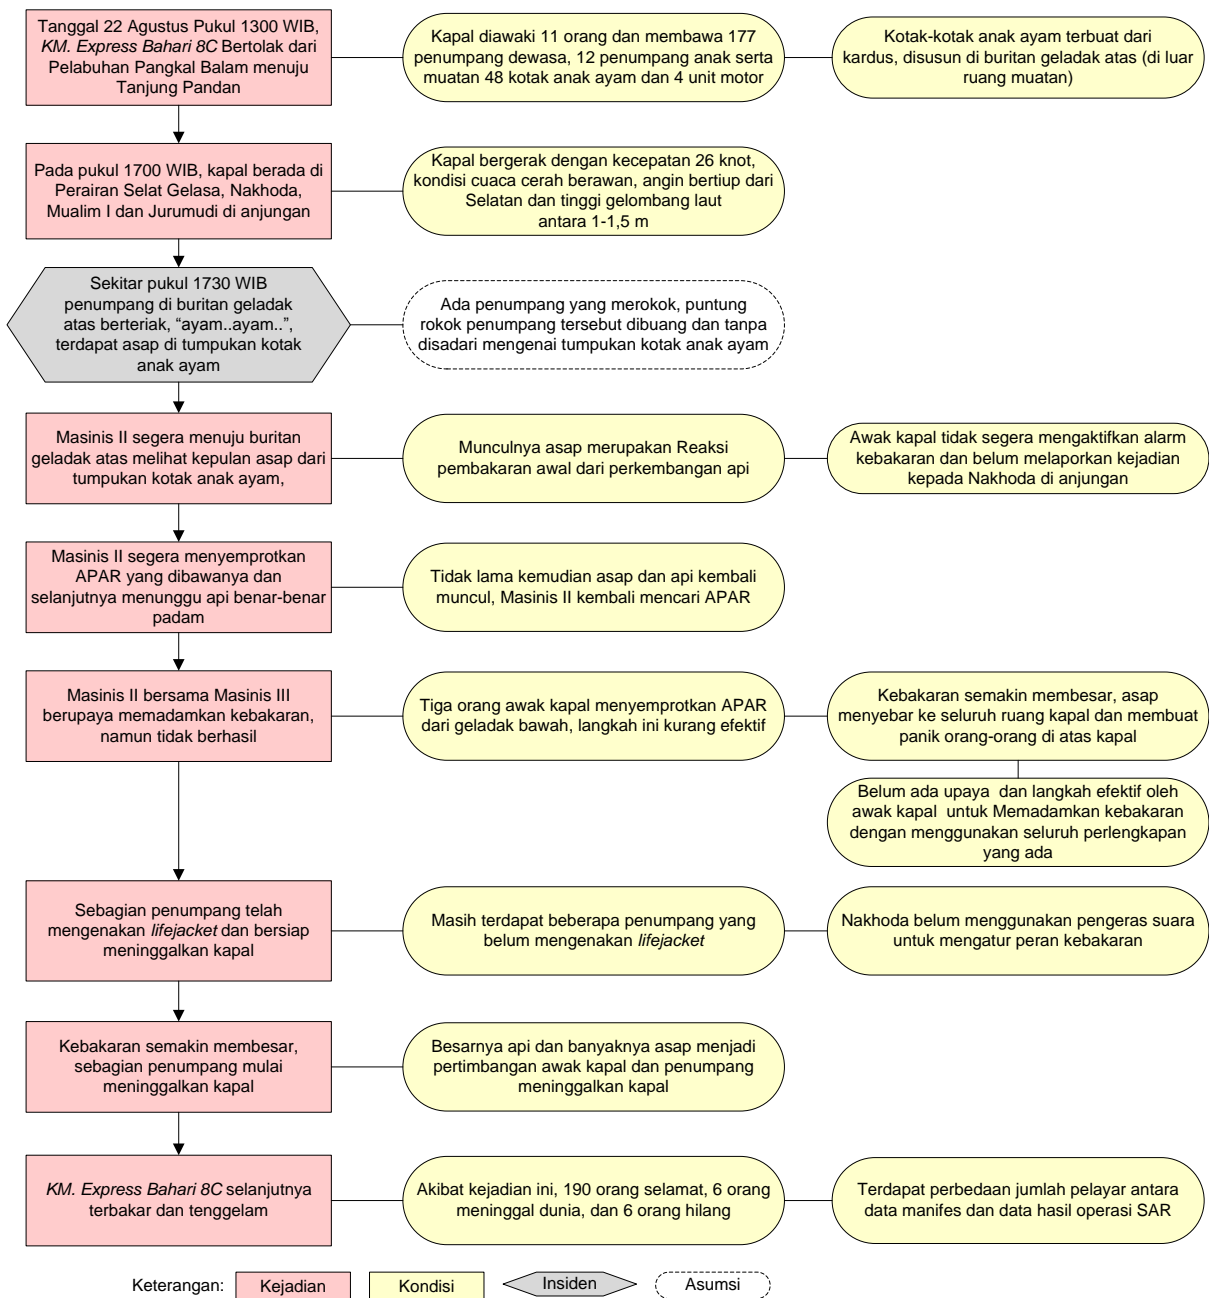 Tanggal 22 Agustus Pukul 1300 WIB,
KM. Express Bahari 8C Bertolak dari
Pelabuhan Pangkal Balam menuju
Tanjung Pandan
Kapal diawaki 11 orang dan membawa 177
penumpang dewasa, 12 penumpang anak serta
muatan 48 kotak anak ayam dan 4 unit motor
Kotak-kotak anak ayam terbuat dari
kardus, disusun di buritan geladak atas (di luar
ruang muatan)
Pada pukul 1700 WIB, kapal berada di
Perairan Selat Gelasa, Nakhoda,
Mualim I dan Jurumudi di anjungan
Kapal bergerak dengan kecepatan 26 knot,
kondisi cuaca cerah berawan, angin bertiup dari
Selatan dan tinggi gelombang laut
antara 1-1,5 m
Sekitar pukul 1730 WIB
penumpang di buritan geladak
atas berteriak, “ayam..ayam..”,
terdapat asap di tumpukan kotak
anak ayam
Ada penumpang yang merokok, puntung
rokok penumpang tersebut dibuang dan tanpa
disadari mengenai tumpukan kotak anak ayam
Masinis II segera menuju buritan
geladak atas melihat kepulan asap dari
tumpukan kotak anak ayam,
Munculnya asap merupakan Reaksi
pembakaran awal dari perkembangan api
Awak kapal tidak segera mengaktifkan alarm
kebakaran dan belum melaporkan kejadian
kepada Nakhoda di anjungan
Masinis II segera menyemprotkan
APAR yang dibawanya dan
selanjutnya menunggu api benar-benar
padam
Tidak lama kemudian asap dan api kembali
muncul, Masinis II kembali mencari APAR
Masinis II bersama Masinis III
berupaya memadamkan kebakaran,
namun tidak berhasil
Tiga orang awak kapal menyemprotkan APAR
dari geladak bawah, langkah ini kurang efektif
Kebakaran semakin membesar, asap
menyebar ke seluruh ruang kapal dan membuat
panik orang-orang di atas kapal
Belum ada upaya dan langkah efektif oleh
awak kapal untuk Memadamkan kebakaran
dengan menggunakan seluruh perlengkapan
yang ada
Sebagian penumpang telah
mengenakan lifejacket dan bersiap
meninggalkan kapal
Masih terdapat beberapa penumpang yang
belum mengenakan lifejacket
Nakhoda belum menggunakan pengeras suara
untuk mengatur peran kebakaran
Kebakaran semakin membesar,
sebagian penumpang mulai
meninggalkan kapal
Besarnya api dan banyaknya asap menjadi
pertimbangan awak kapal dan penumpang
meninggalkan kapal
KM. Express Bahari 8C selanjutnya
terbakar dan tenggelam
Akibat kejadian ini, 190 orang selamat, 6 orang
meninggal dunia, dan 6 orang hilang
Terdapat perbedaan jumlah pelayar antara
data manifes dan data hasil operasi SAR
Keterangan: Kejadian Kondisi Insiden Asumsi